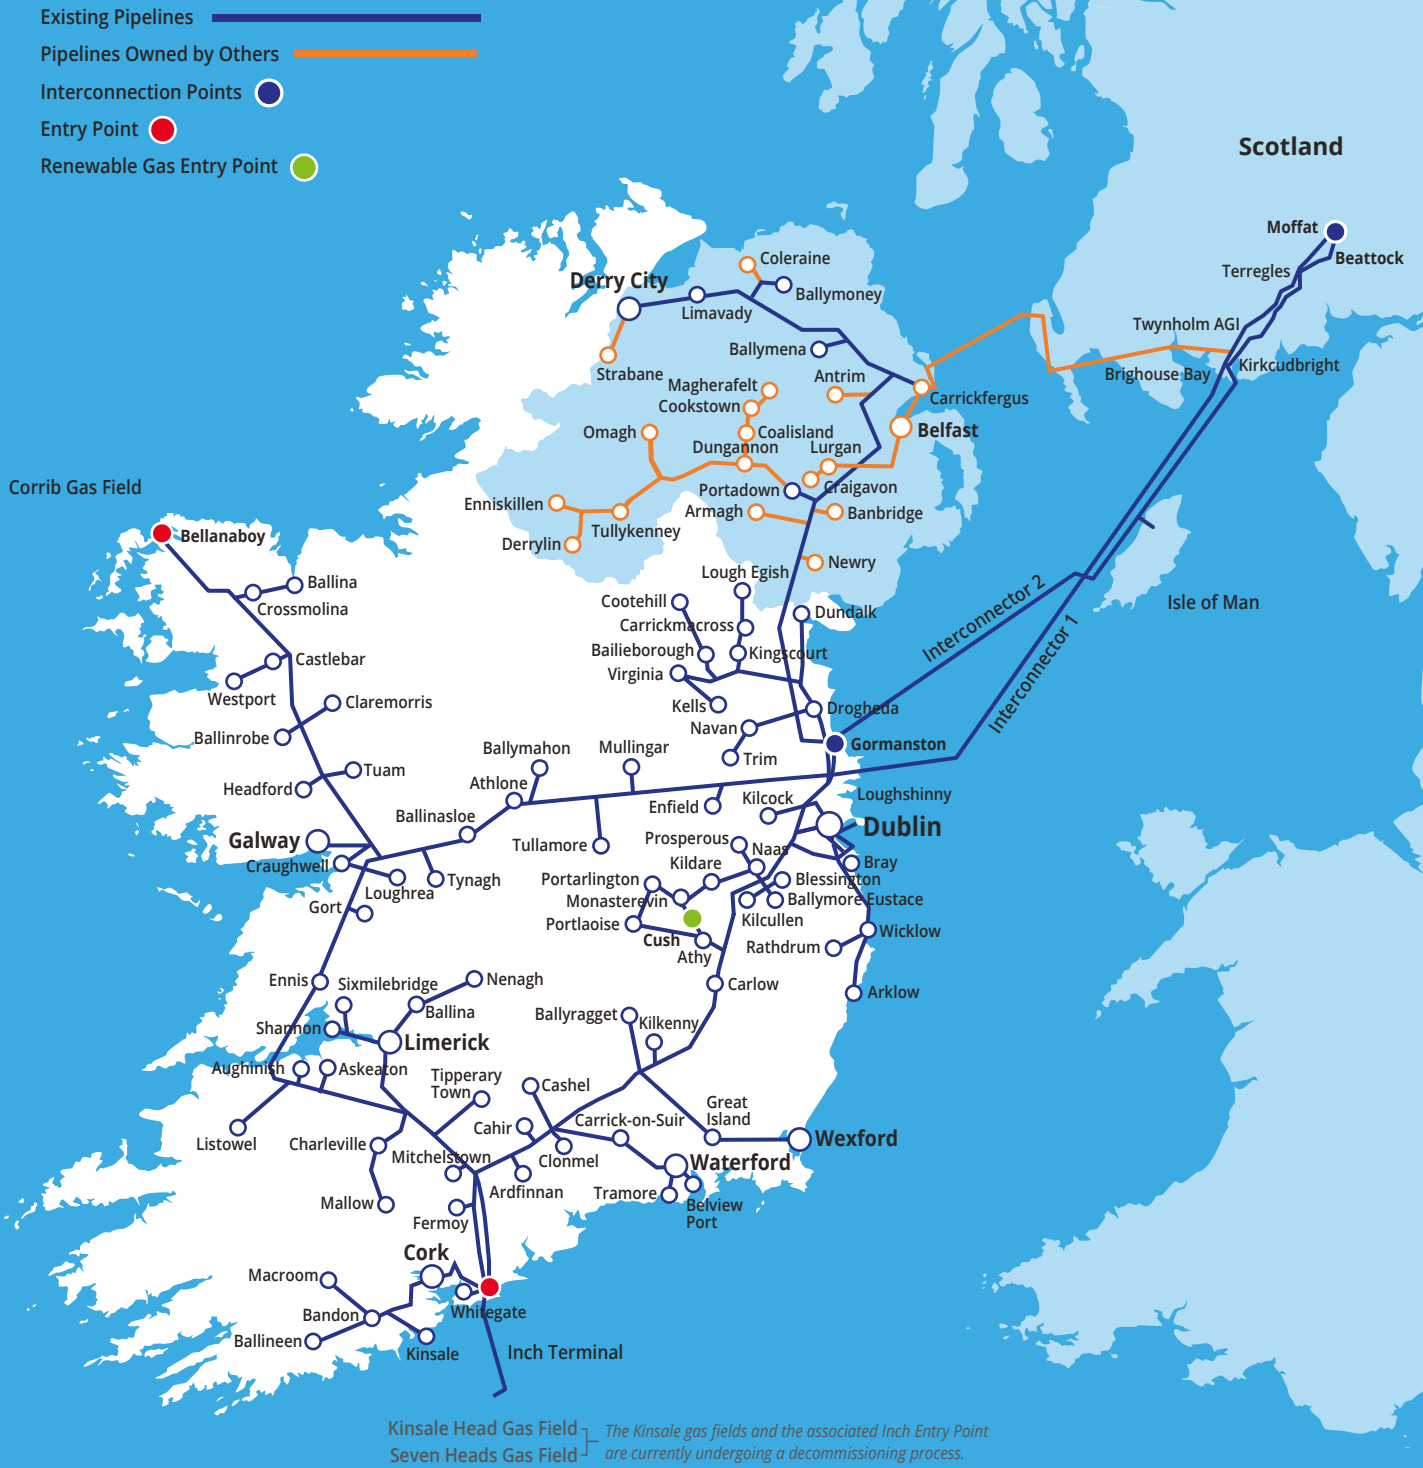 Existing Pipelines
Pipelines Owned by Others
Interconnection Points
Entry Point
Renewable Gas Entry Point
Scotland
Moffat
Beattock
Terregles
Twynholm AGI
Brighouse Bay
Kirkcudbright
Coleraine
Derry City
Ballymoney
Limavady
Ballymena
Strabane
Antrim
Magherafelt
Cookstown
Carrickfergus
Omagh
Coalisland
Belfast
Dungannon
Lurgan
Portadown
Craigavon
Enniskillen
Armagh
Banbridge
Tullykenney
Derrylin
Newry
Corrib Gas Field
Bellanaboy
Lough Egish
Ballina
Crossmolina
Cootehill
Dundalk
Carrickmacross
Interconnector 2
Isle of Man
Interconnector 1
Bailieborough
Kingscourt
Castlebar
Virginia
Westport
Claremorris
Kells
Drogheda
Ballinrobe
Navan
Ballymahon
Mullingar
Gormanston
Trim
Tuam
Headford
Athlone
Enfield
Kilcock
Loughshinny
Ballinasloe
Dublin
Galway
Tullamore
Prosperous
Naas
Craughwell
Kildare
Bray
Loughrea
Tynagh
Portarlington
Blessington
Gort
Monasterevin
Ballymore Eustace
Portlaoise
Kilcullen
Cush
Wicklow
Athy
Rathdrum
Ennis
Sixmilebridge
Nenagh
Carlow
Arklow
Ballina
Shannon
Ballyragget
Kilkenny
Limerick
Aughinish
Askeaton
Tipperary
Town
Cashel
Great
Island
Listowel
Charleville
Cahir
Carrick-on-Suir
Wexford
Mitchelstown
Clonmel
Waterford
Ardfinnan
Tramore
Mallow
Belview
Port
Fermoy
Cork
Macroom
Whitegate
Bandon
Ballineen
Kinsale
Inch Terminal
Kinsale Head Gas Field
Seven Heads Gas Field
The Kinsale gas fields and the associated Inch Entry Point
are currently undergoing a decommissioning process.